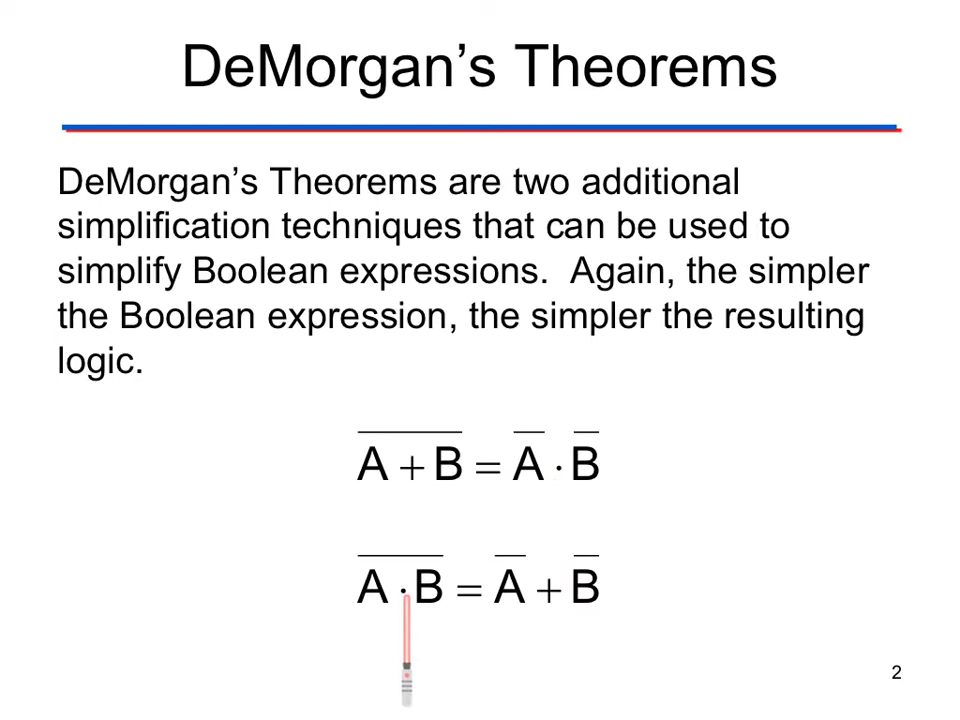 DeMorgan’s Theorems
DeMorgan’s Theorems are two additional
simplification techniques that can be used to
simplify Boolean expressions.  Again, the simpler
the Boolean expression, the simpler the resulting
logic.
A̅ ̅+̅ ̅B̅ = A̅ · B̅
A̅ ̅·̅ ̅B̅ = A̅ + B̅
2